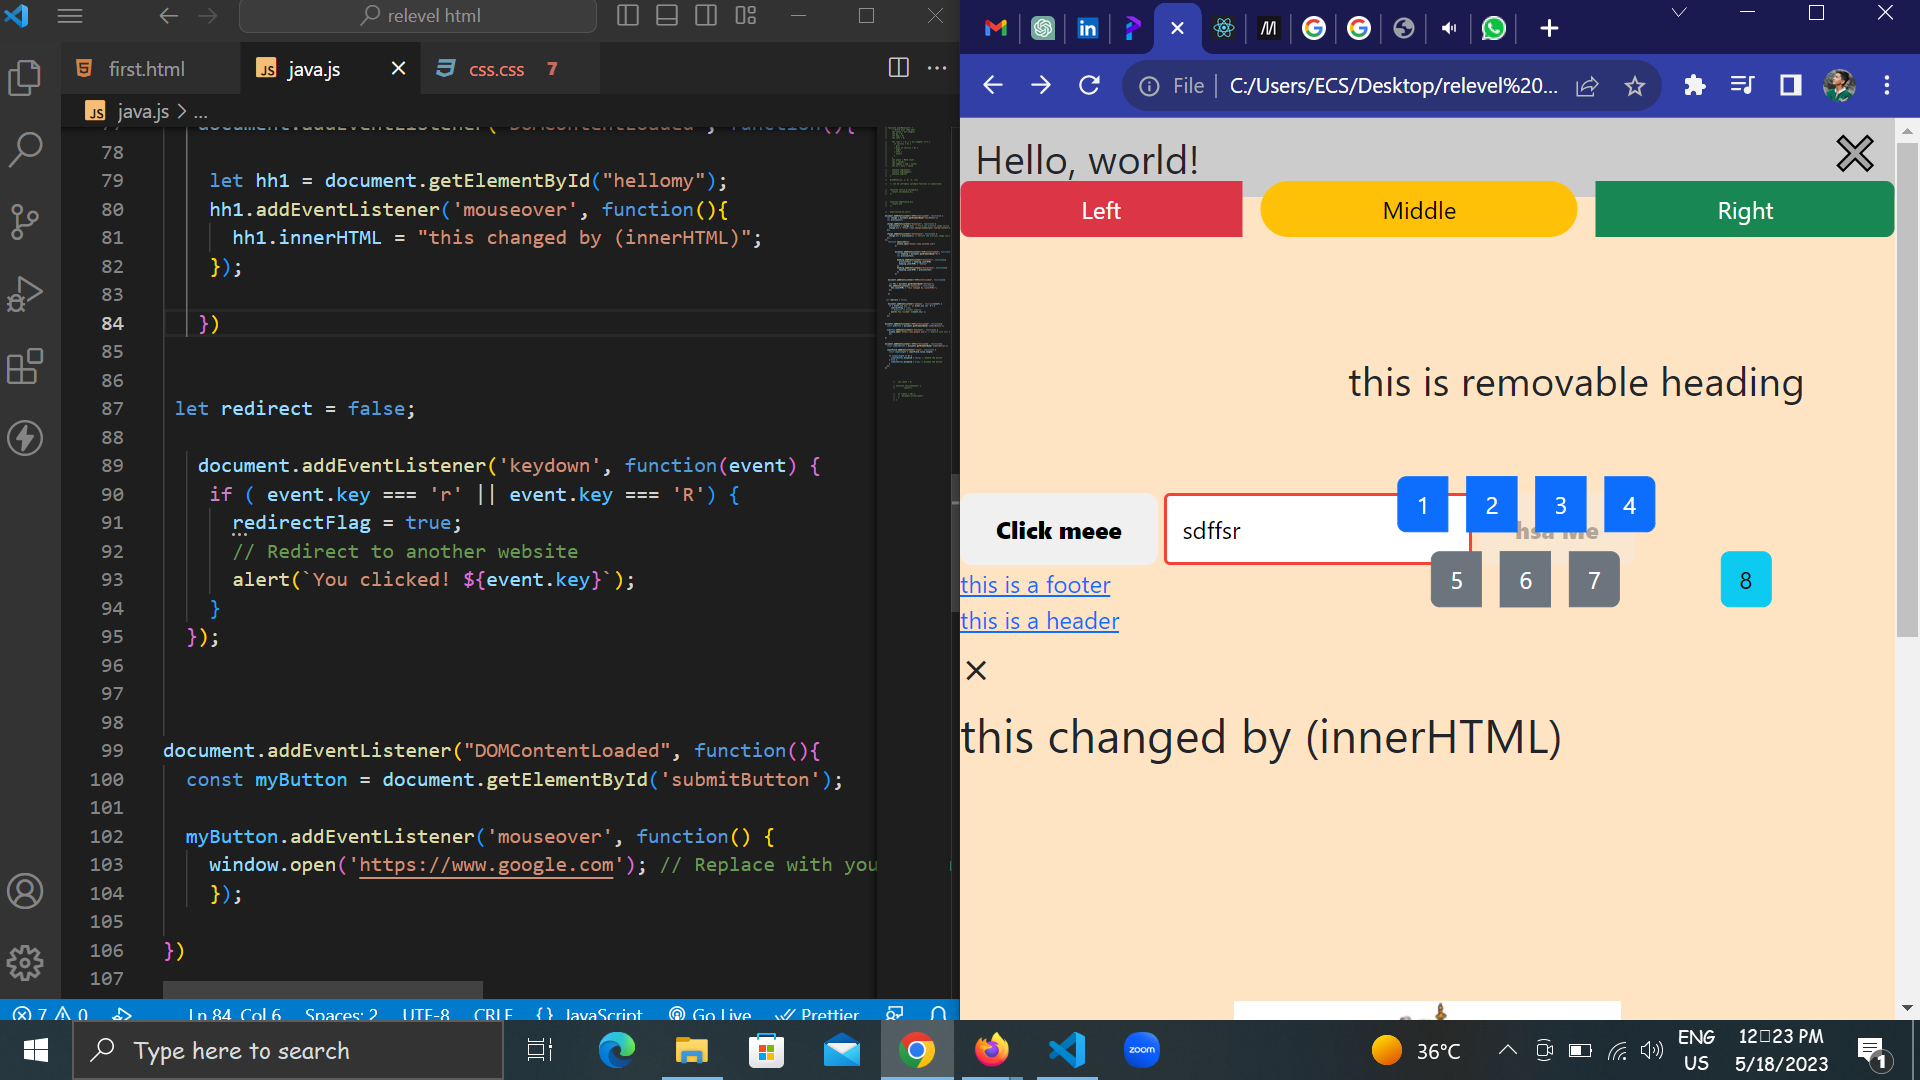 relevel html
first.html
java.js
css.css 7
java.js > ...
77 document.addEventListener("DOMContentLoaded", function(){
78
79 let hh1 = document.getElementById("hellomy");
80 hh1.addEventListener('mouseover', function(){
81 hh1.innerHTML = "this changed by (innerHTML)";
82 });
83
84 })
85
86
87 let redirect = false;
88
89 document.addEventListener('keydown', function(event) {
90 if ( event.key === 'r' || event.key === 'R') {
91 redirectFlag = true;
92 // Redirect to another website
93 alert(`You clicked! ${event.key}`);
94 }
95 });
96
97
98
99 document.addEventListener("DOMContentLoaded", function(){
100 const myButton = document.getElementById('submitButton');
101
102 myButton.addEventListener('mouseover', function() {
103 window.open('https://www.google.com'); // Replace with you
104 });
105
106 })
107
7 0 Ln 84, Col 6 Spaces: 2 UTF-8 CRLF {} JavaScript Go Live Prettier
File C:/Users/ECS/Desktop/relevel%20...
Hello, world!
Left
Middle
Right
this is removable heading
1 2 3 4
Click meee
sdffsr
Me
5 6 7 8
this is a footer
this is a header
this changed by (innerHTML)
Type here to search
zoom
36°C
ENG
US
12:23 PM
5/18/2023
1